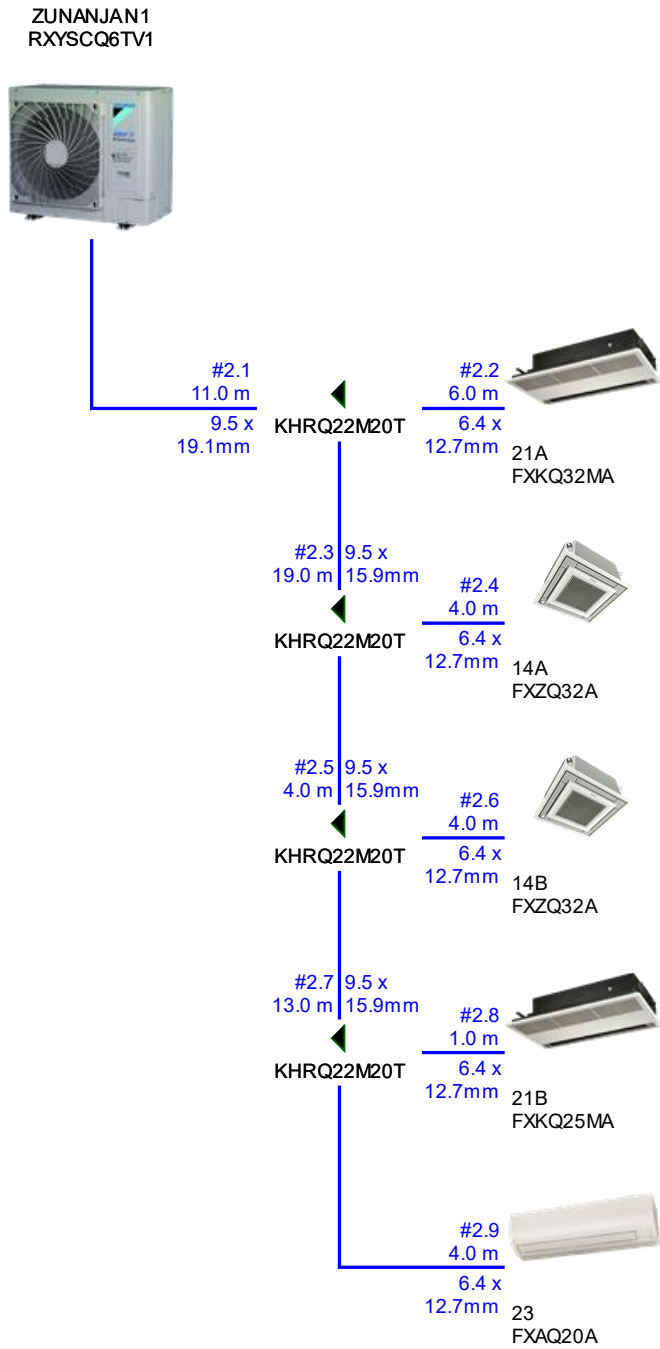 ZUNANJAN1
RXYSCQ6TV1
#2.1
11.0 m
9.5 x
19.1mm
KHRQ22M20T
#2.2
6.0 m
6.4 x
12.7mm
21A
FXKQ32MA
#2.3 9.5 x
19.0 m 15.9mm
KHRQ22M20T
#2.4
4.0 m
6.4 x
12.7mm
14A
FXZQ32A
#2.5 9.5 x
4.0 m 15.9mm
KHRQ22M20T
#2.6
4.0 m
6.4 x
12.7mm
14B
FXZQ32A
#2.7 9.5 x
13.0 m 15.9mm
KHRQ22M20T
#2.8
1.0 m
6.4 x
12.7mm
21B
FXKQ25MA
#2.9
4.0 m
6.4 x
12.7mm
23
FXAQ20A